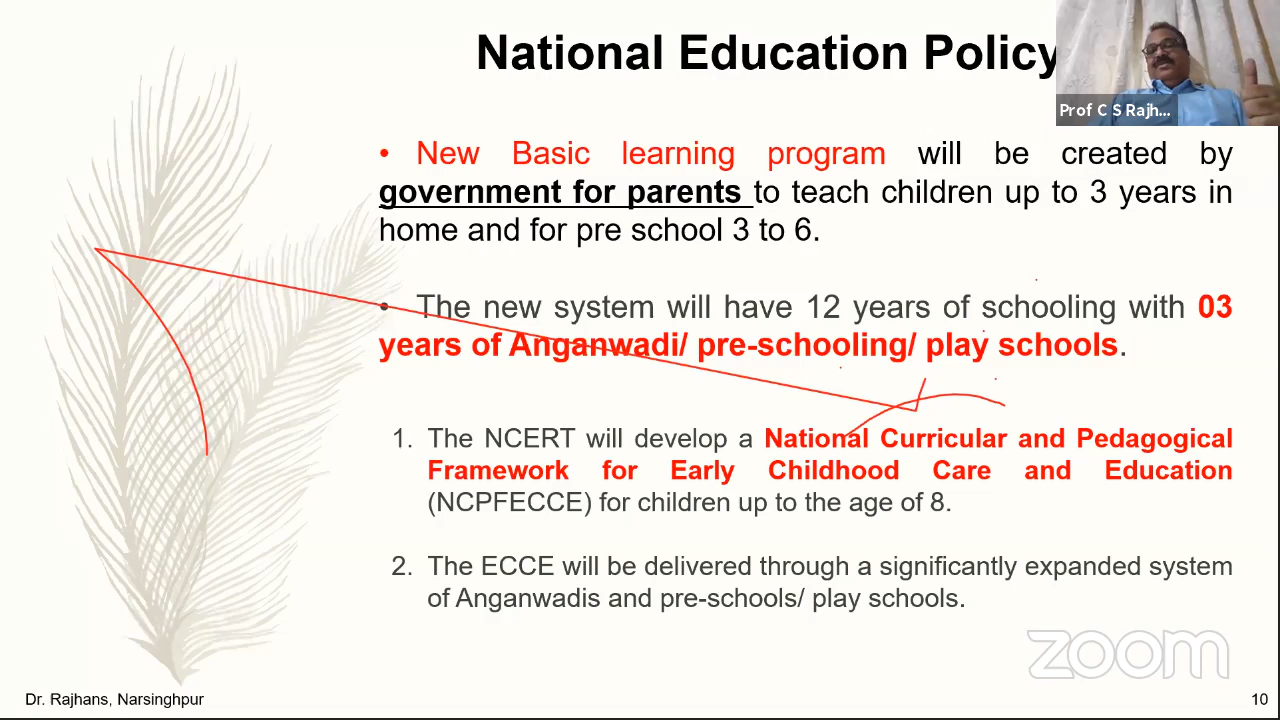 National Education Policy
Prof C S Rajh...
• New Basic learning program will be created by
government for parents to teach children up to 3 years in
home and for pre school 3 to 6.
• The new system will have 12 years of schooling with 03
years of Anganwadi/ pre-schooling/ play schools.
1. The NCERT will develop a National Curricular and Pedagogical
Framework for Early Childhood Care and Education
(NCPFECCE) for children up to the age of 8.
2. The ECCE will be delivered through a significantly expanded system
of Anganwadis and pre-schools/ play schools.
zoom
Dr. Rajhans, Narsinghpur
10